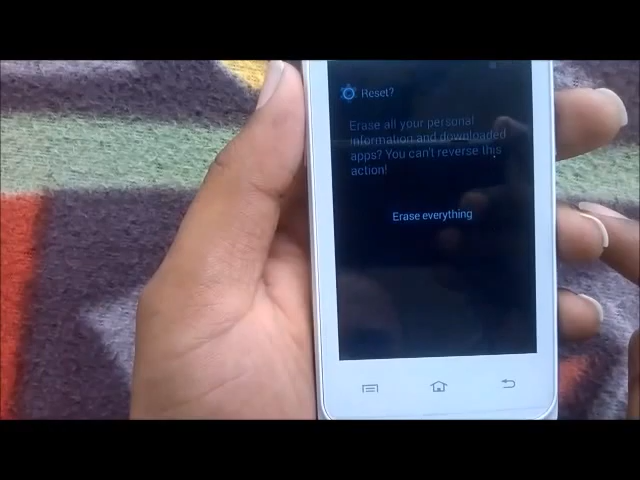 Reset?
Erase all your personal
information and downloaded
apps? You can't reverse this
action!
Erase everything